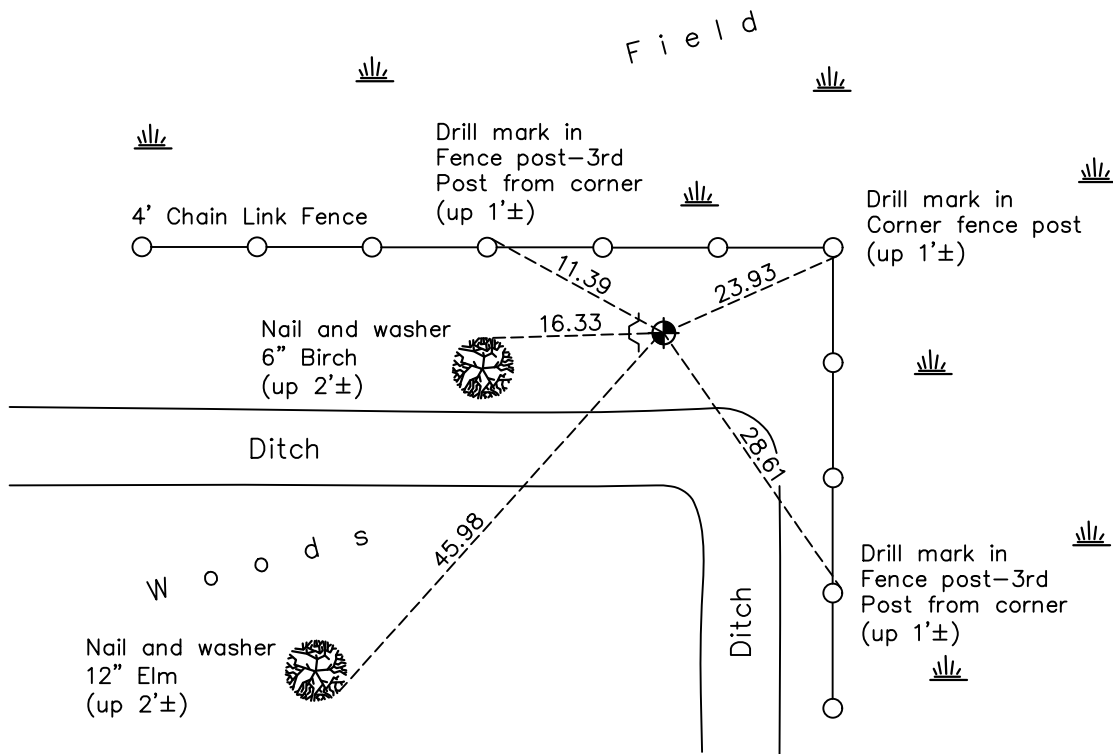 Field
Drill mark in
Fence post-3rd
Post from corner
(up 1'±)
4' Chain Link Fence
Drill mark in
Corner fence post
(up 1'±)
11.39
23.93
16.33
Nail and washer
6" Birch
(up 2'±)
Ditch
28.61
45.98
Woods
Drill mark in
Fence post-3rd
Post from corner
(up 1'±)
Ditch
Nail and washer
12" Elm
(up 2'±)